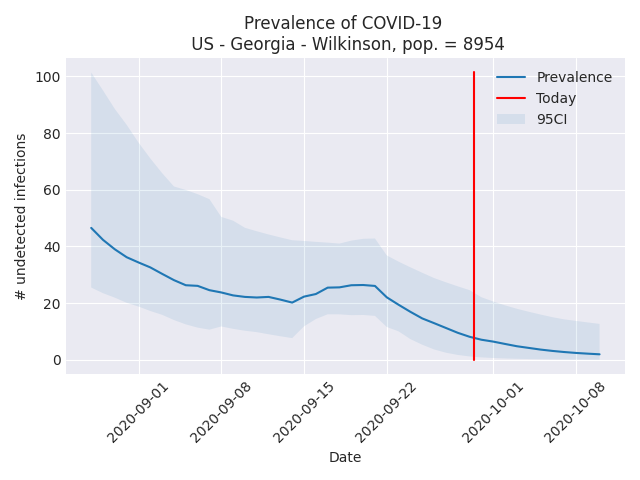 Prevalence of COVID-19
US - Georgia - Wilkinson, pop. = 8954
# undetected infections
100
80
60
40
20
0
Prevalence
Today
95CI
2020-09-01
2020-09-08
2020-09-15
2020-09-22
2020-10-01
2020-10-08
Date